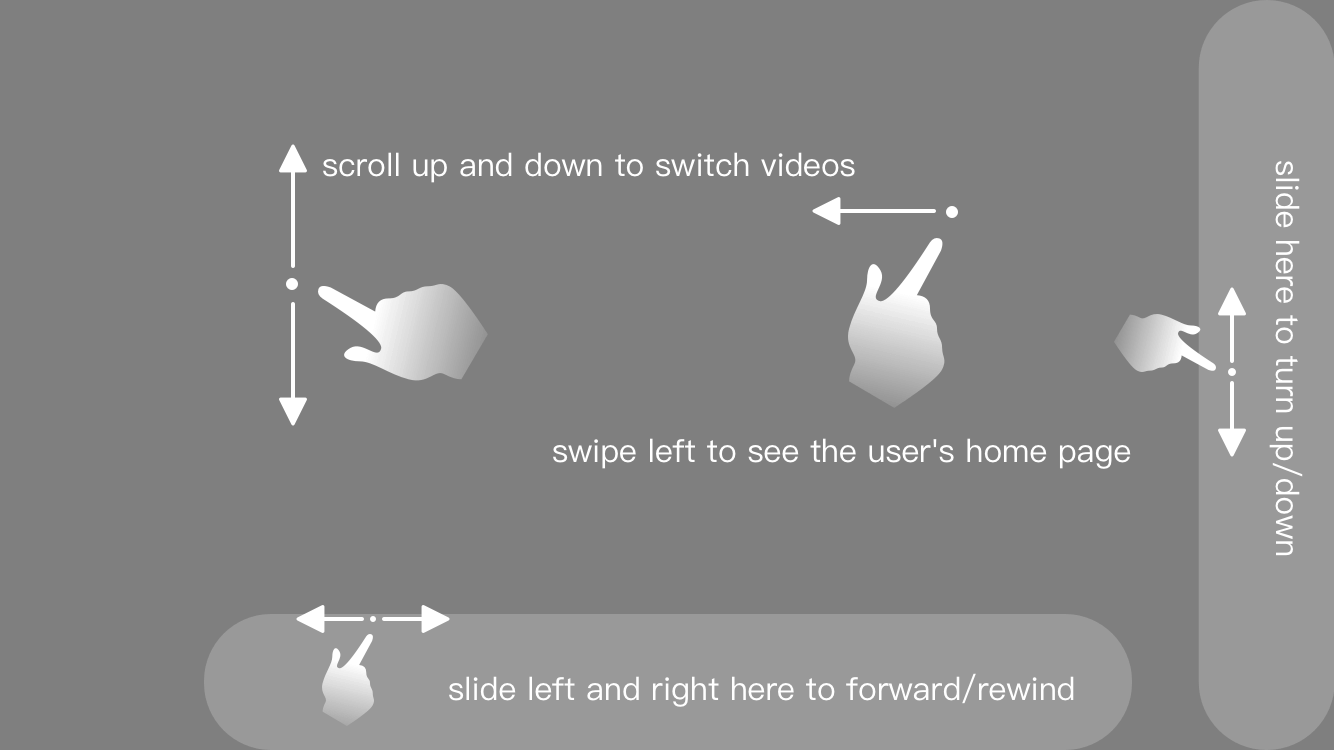 scroll up and down to switch videos
swipe left to see the user's home page
slide here to turn up/down
slide left and right here to forward/rewind